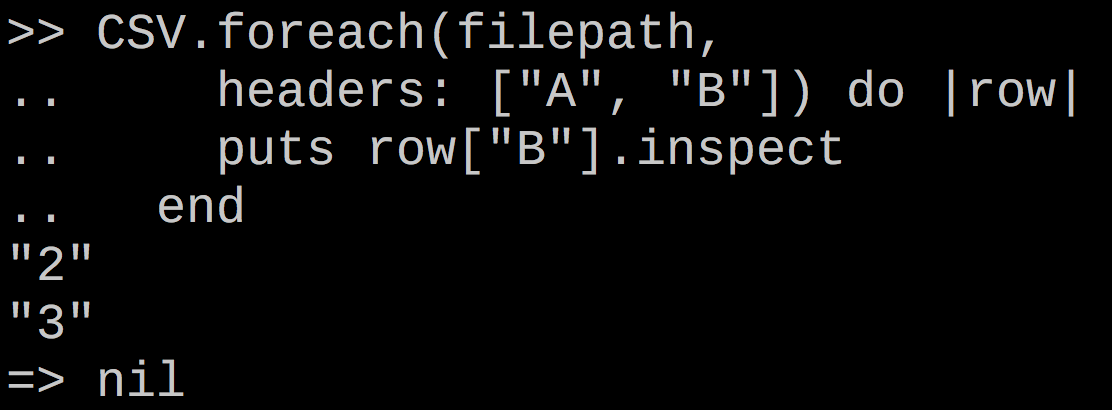 >> CSV.foreach(filepath,
..     headers: ["A", "B"]) do |row|
..     puts row["B"].inspect
..   end
"2"
"3"
=> nil